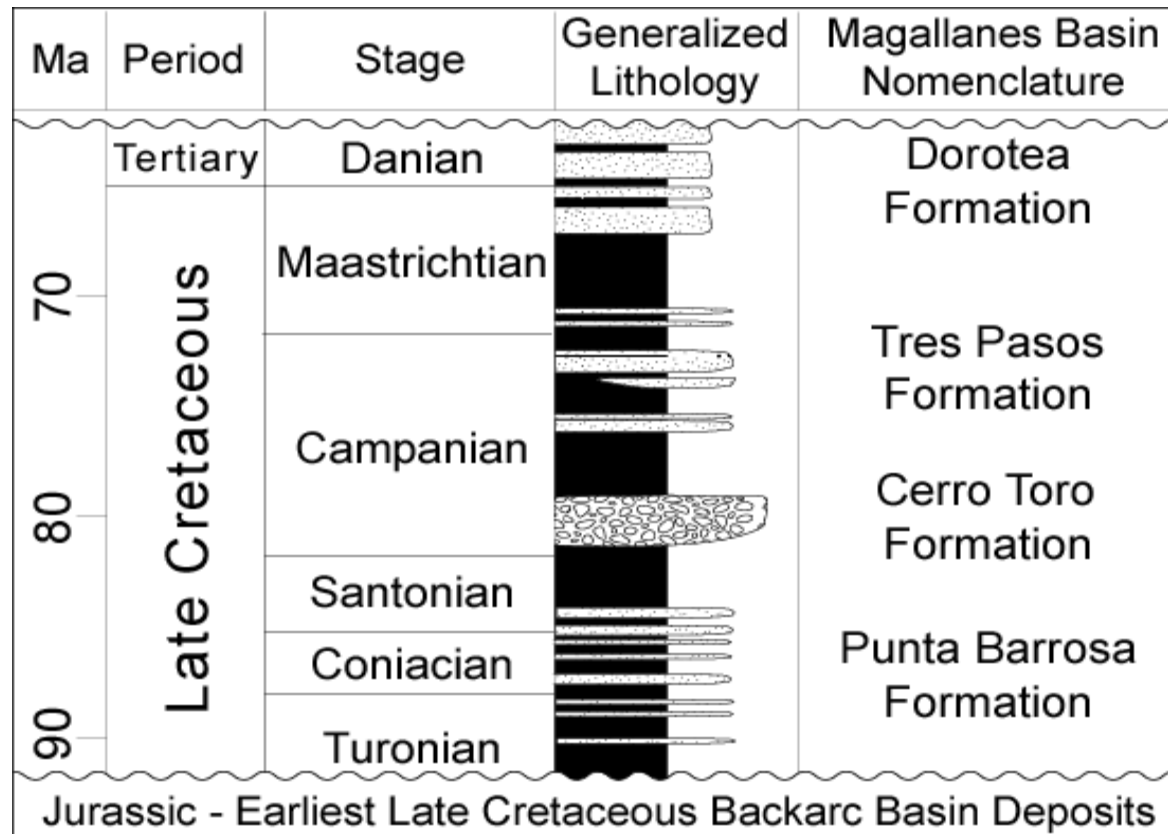 Ma
Period
Stage
Generalized
Lithology
Magallanes Basin
Nomenclature
Tertiary
Danian
Dorotea
Formation
Late Cretaceous
Maastrichtian
70
Tres Pasos
Formation
Campanian
Cerro Toro
Formation
80
Santonian
Coniacian
Punta Barrosa
Formation
90
Turonian
Jurassic - Earliest Late Cretaceous Backarc Basin Deposits